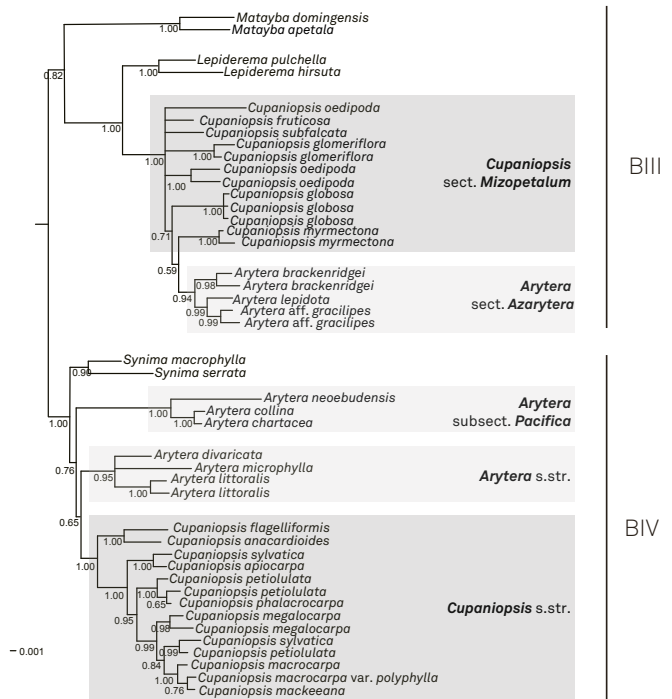 Matayba domingensis
Matayba apetala
1.00
0.82
Lepiderema pulchella
Lepiderema hirsuta
1.00
1.00
Cupaniopsis oedipoda
Cupaniopsis fruticosa
Cupaniopsis subfalcata
Cupaniopsis glomeriflora
1.00 Cupaniopsis glomeriflora
1.00
Cupaniopsis oedipoda
1.00 Cupaniopsis oedipoda
Cupaniopsis globosa
1.00 Cupaniopsis globosa
Cupaniopsis globosa
Cupaniopsis myrmectona
0.71
1.00 Cupaniopsis myrmectona
Cupaniopsis
sect. Mizopetalum
BIII
0.59
Arytera brackenridgei
0.98 Arytera brackenridgei
0.94
Arytera lepidota
0.99 Arytera aff. gracilipes
0.99 Arytera aff. gracilipes
Arytera
sect. Azarytera
Synima macrophylla
0.90 Synima serrata
Arytera neoebudensis
1.00 Arytera collina
1.00 Arytera chartacea
1.00
Arytera
subsect. Pacifica
Arytera divaricata
0.76
Arytera microphylla
0.95 Arytera littoralis
1.00 Arytera littoralis
Arytera s.str.
0.65
BIV
Cupaniopsis flagelliformis
1.00 Cupaniopsis anacardioides
Cupaniopsis sylvatica
1.00
1.00 Cupaniopsis apiocarpa
Cupaniopsis petiolulata
1.00
1.00 Cupaniopsis petiolulata
0.65 Cupaniopsis phalacrocarpa
Cupaniopsis s.str.
0.95
Cupaniopsis megalocarpa
0.98 Cupaniopsis megalocarpa
Cupaniopsis sylvatica
0.99
0.99 Cupaniopsis petiolulata
0.84
Cupaniopsis macrocarpa
1.00 Cupaniopsis macrocarpa var. polyphylla
0.76 Cupaniopsis mackeeana
0.001